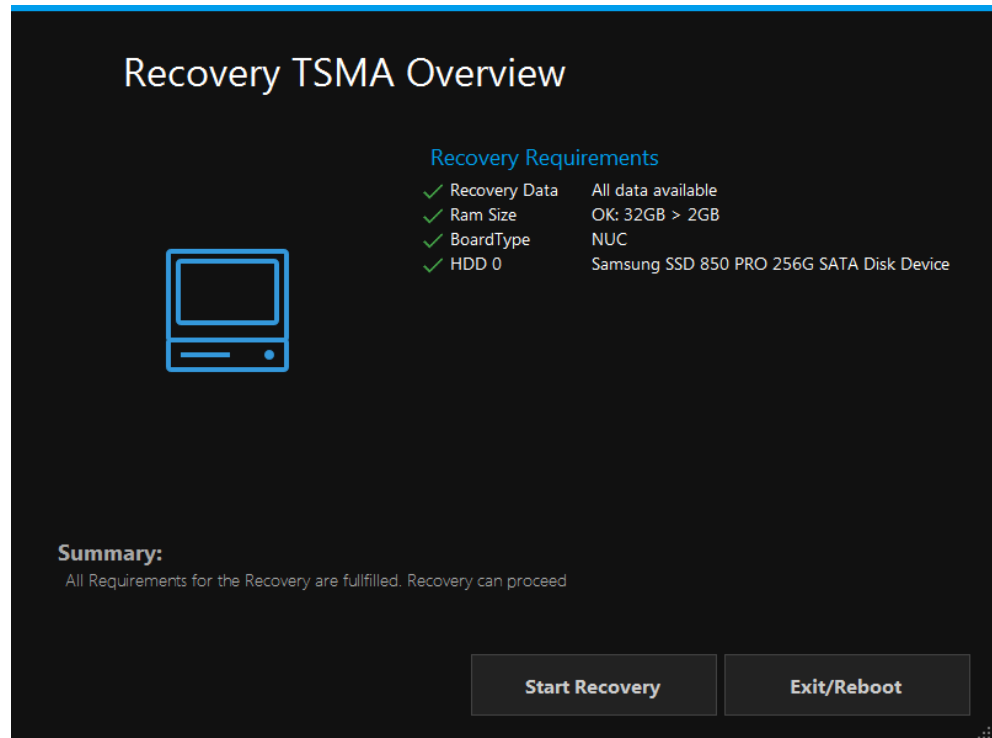 Recovery TSMA Overview
Recovery Requirements
Recovery Data All data available
Ram Size OK: 32GB > 2GB
BoardType NUC
HDD 0 Samsung SSD 850 PRO 256G SATA Disk Device
Summary:
All Requirements for the Recovery are fullfilled. Recovery can proceed
Start Recovery Exit/Reboot